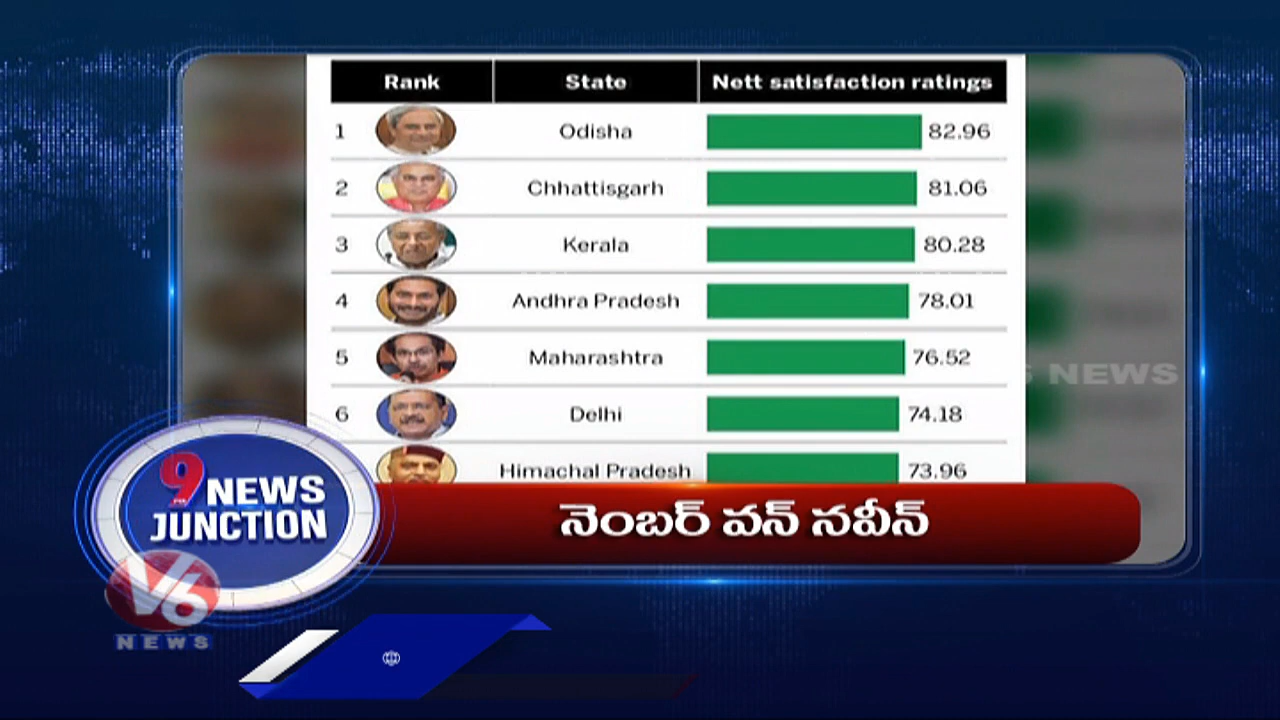 Rank State Nett satisfaction ratings
1 Odisha 82.96
2 Chhattisgarh 81.06
3 Kerala 80.28
4 Andhra Pradesh 78.01
5 Maharashtra 76.52
6 Delhi 74.18
Himachal Pradesh 73.96
NEWS
9 NEWS
JUNCTION
నెంబర్ వన్ నవీన్
V6
NEWS